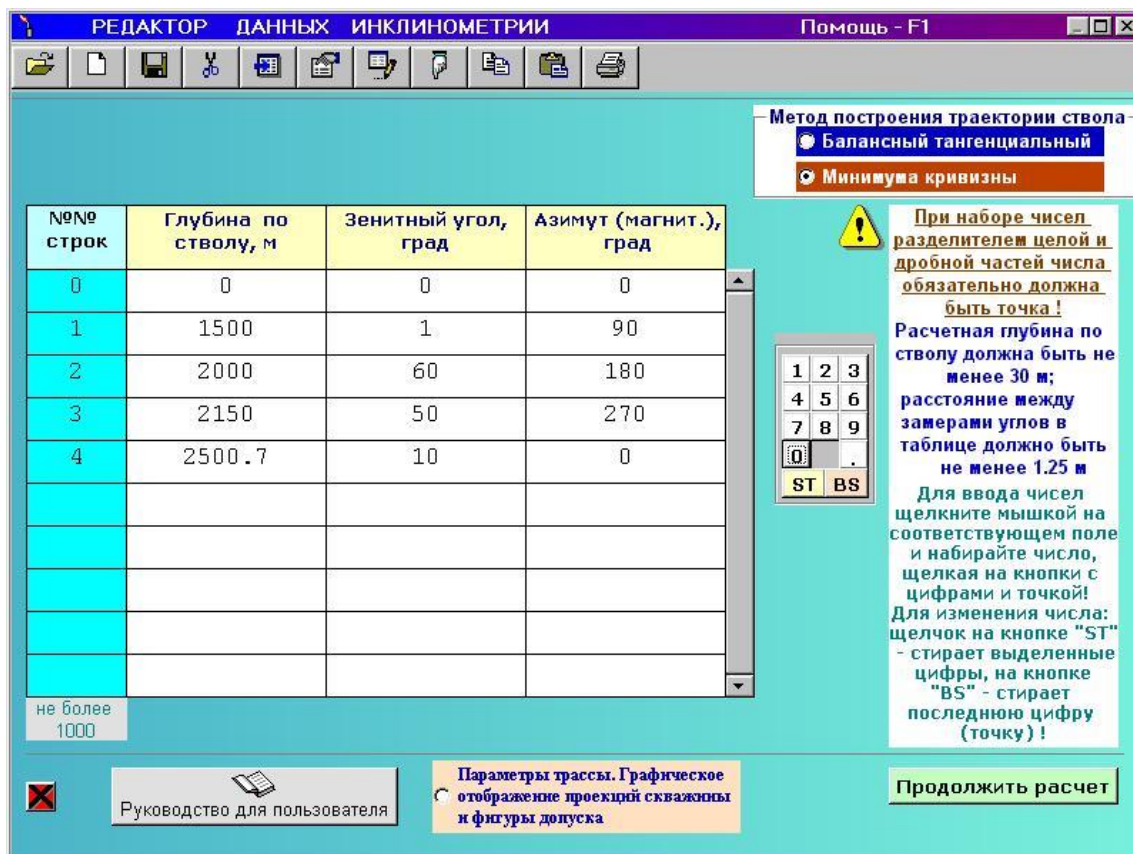 РЕДАКТОР ДАННЫХ ИНКЛИНОМЕТРИИ Помощь - F1
Метод построения траектории ствола
Балансный тангенциальный
Минимума кривизны
№№ строк
Глубина по стволу, м
Зенитный угол, град
Азимут (магнит.), град
0 0 0 0
1 1500 1 90
2 2000 60 180
3 2150 50 270
4 2500.7 10 0
не более
1000
1 2 3
4 5 6
7 8 9
0 .
ST BS
При наборе чисел
разделителем целой и
дробной частей числа
обязательно должна
быть точка !
Расчетная глубина по
стволу должна быть не
менее 30 м;
расстояние между
замерами углов в
таблице должно быть
не менее 1.25 м
Для ввода чисел
щелкните мышкой на
соответствующем поле
и набирайте число,
щелкая на кнопки с
цифрами и точкой!
Для изменения числа:
щелчок на кнопке "ST"
- стирает выделенные
цифры, на кнопке
"BS" - стирает
последнюю цифру
(точку) !
Руководство для пользователя
Параметры трассы. Графическое
отображение проекций скважины
и фигуры допуска
Продолжить расчет